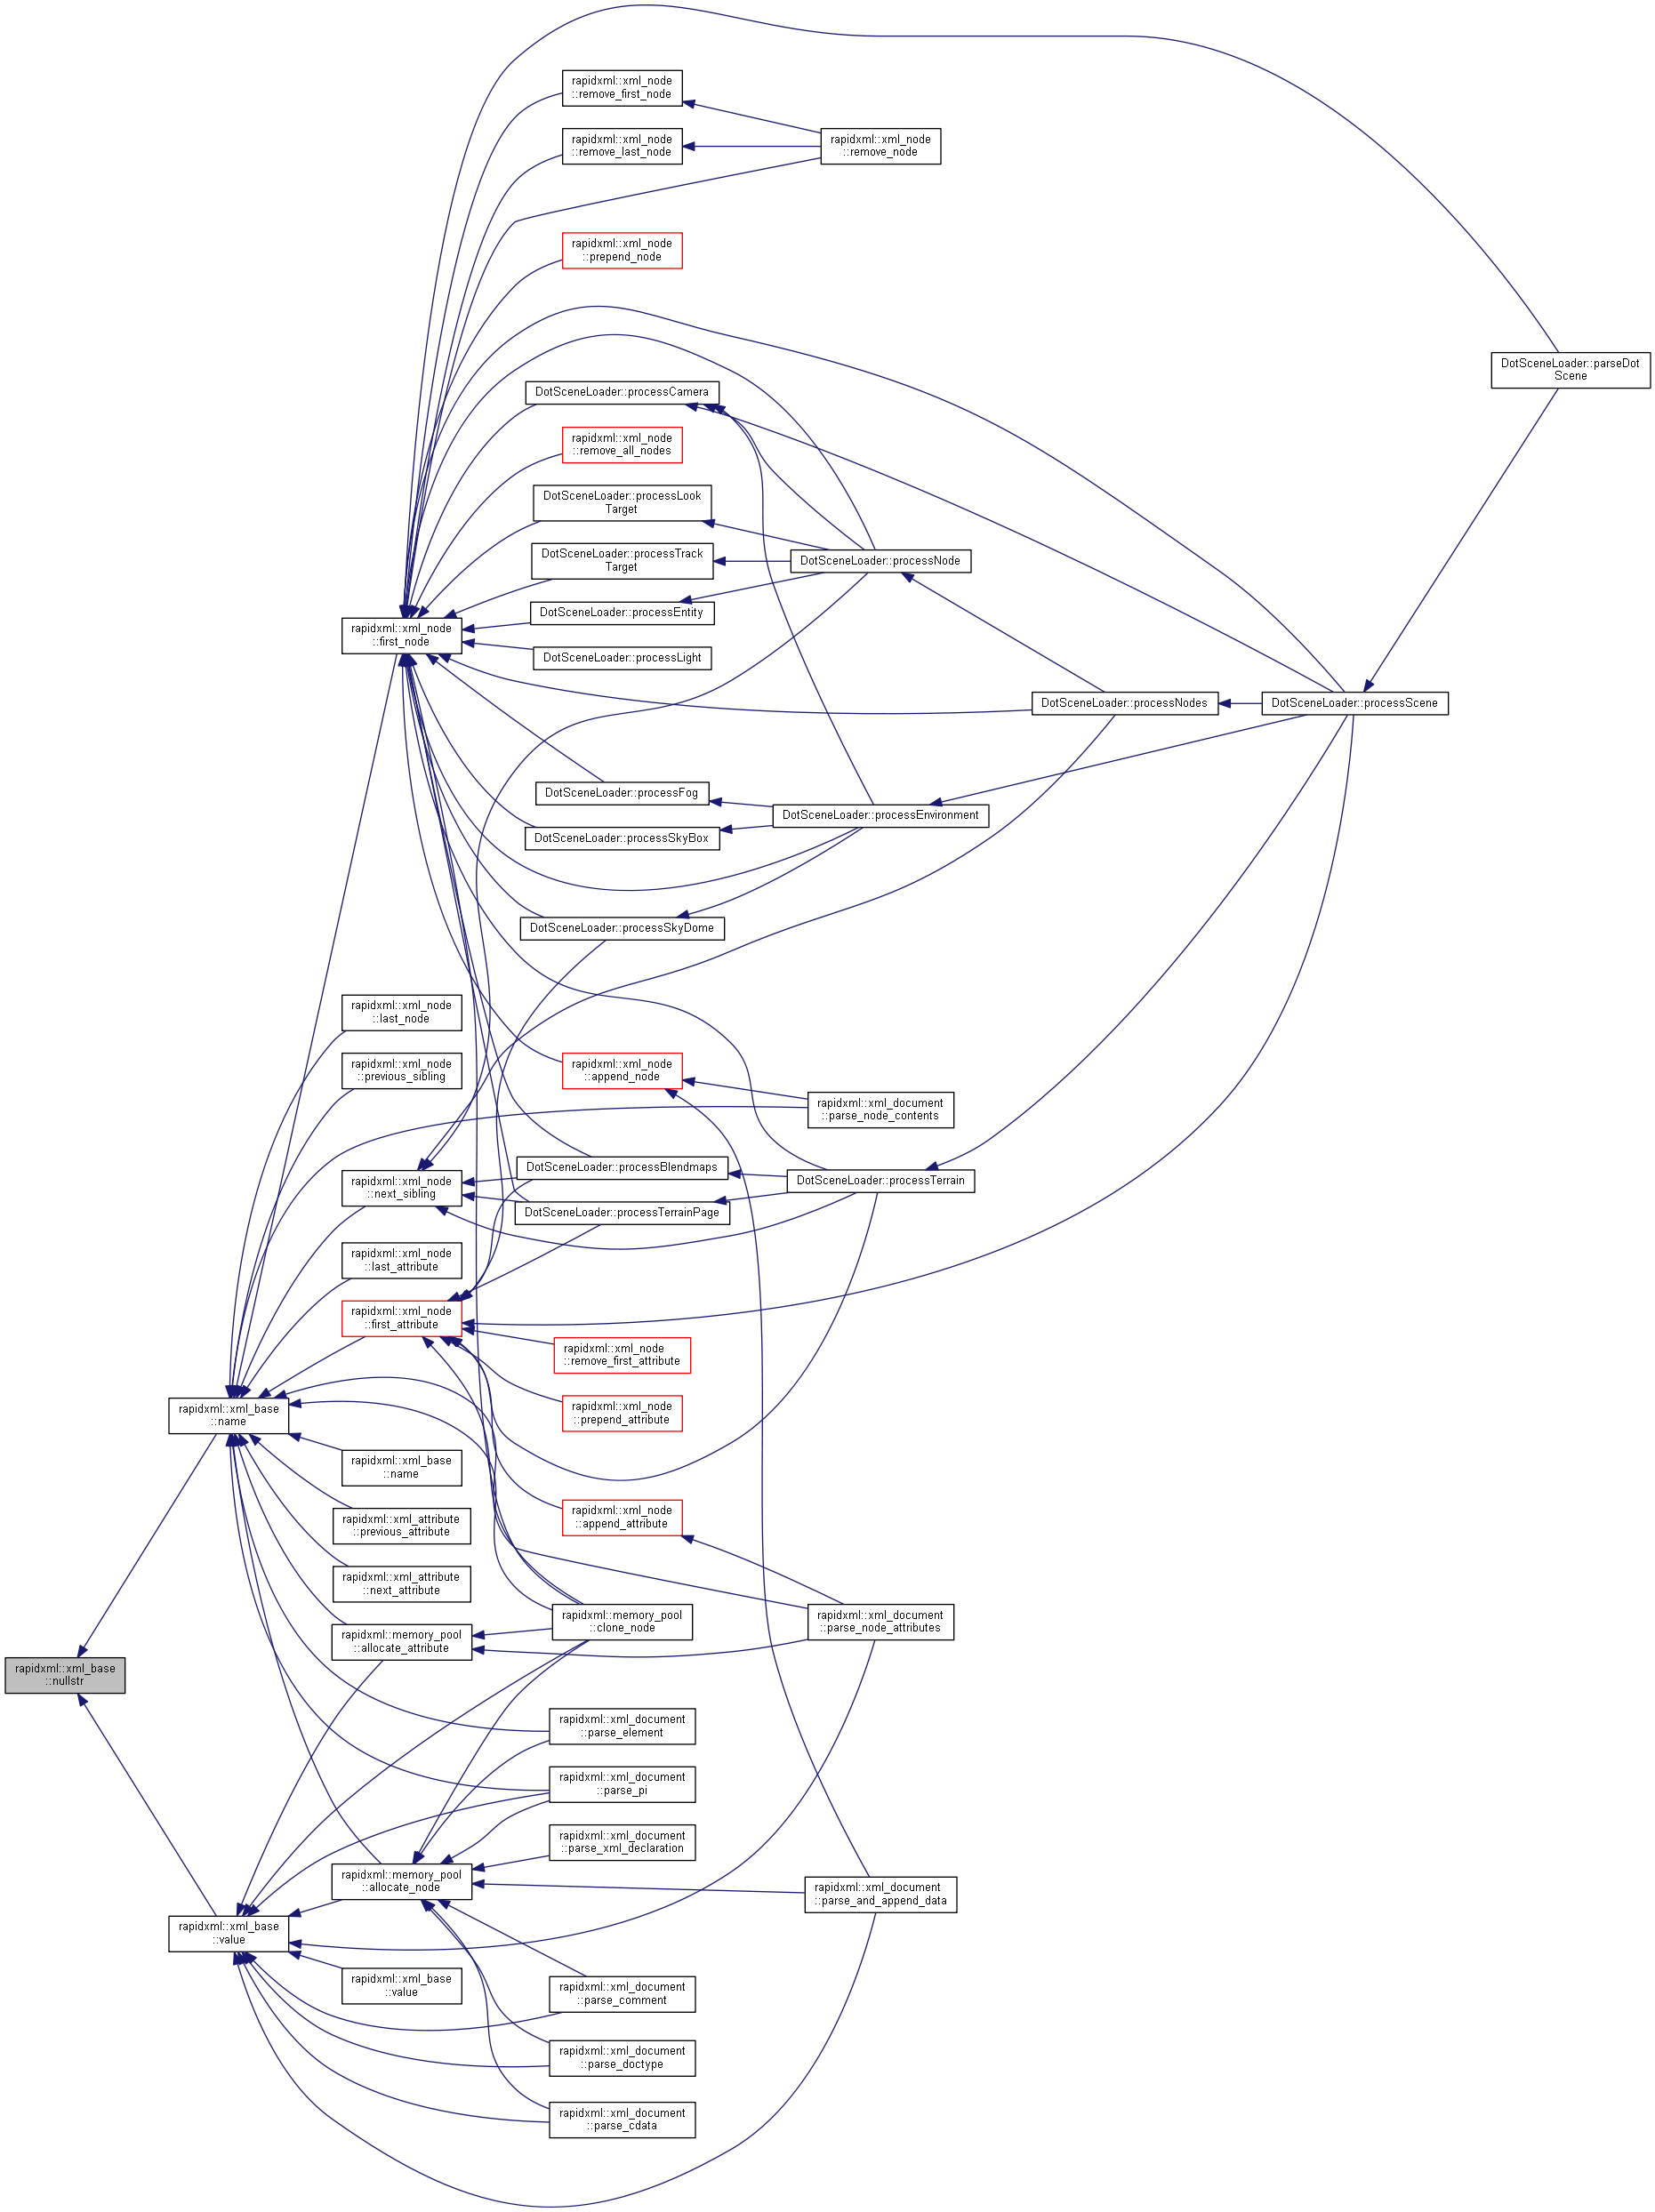 rapidxml::xml_node
::remove_first_node
rapidxml::xml_node
::remove_last_node
rapidxml::xml_node
::remove_node
rapidxml::xml_node
::prepend_node
DotSceneLoader::parseDot
Scene
DotSceneLoader::processCamera
rapidxml::xml_node
::remove_all_nodes
DotSceneLoader::processLook
Target
DotSceneLoader::processTrack
Target
DotSceneLoader::processNode
DotSceneLoader::processEntity
rapidxml::xml_node
::first_node
DotSceneLoader::processLight
DotSceneLoader::processNodes
DotSceneLoader::processScene
DotSceneLoader::processFog
DotSceneLoader::processEnvironment
DotSceneLoader::processSkyBox
DotSceneLoader::processSkyDome
rapidxml::xml_node
::last_node
rapidxml::xml_node
::previous_sibling
rapidxml::xml_node
::append_node
rapidxml::xml_document
::parse_node_contents
DotSceneLoader::processBlendmaps
rapidxml::xml_node
::next_sibling
DotSceneLoader::processTerrain
DotSceneLoader::processTerrainPage
rapidxml::xml_node
::last_attribute
rapidxml::xml_node
::first_attribute
rapidxml::xml_node
::remove_first_attribute
rapidxml::xml_node
::prepend_attribute
rapidxml::xml_base
::name
rapidxml::xml_base
::name
rapidxml::xml_attribute
::previous_attribute
rapidxml::xml_node
::append_attribute
rapidxml::xml_attribute
::next_attribute
rapidxml::memory_pool
::clone_node
rapidxml::xml_document
::parse_node_attributes
rapidxml::memory_pool
::allocate_attribute
rapidxml::xml_base
::nullstr
rapidxml::xml_document
::parse_element
rapidxml::xml_document
::parse_pi
rapidxml::xml_document
::parse_xml_declaration
rapidxml::memory_pool
::allocate_node
rapidxml::xml_document
::parse_and_append_data
rapidxml::xml_base
::value
rapidxml::xml_base
::value
rapidxml::xml_document
::parse_comment
rapidxml::xml_document
::parse_doctype
rapidxml::xml_document
::parse_cdata